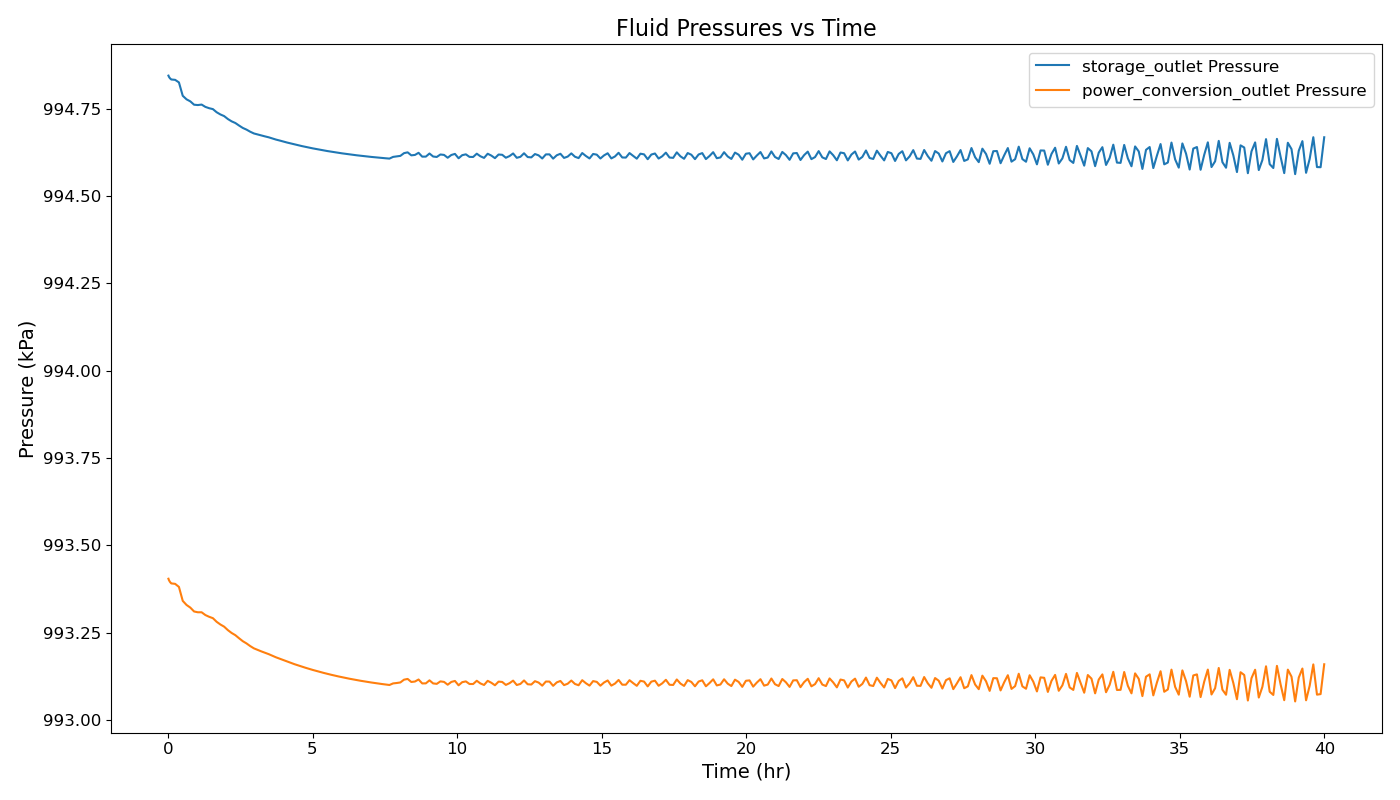 Fluid Pressures vs Time
storage_outlet Pressure
power_conversion_outlet Pressure
Pressure (kPa)
994.75
994.50
994.25
994.00
993.75
993.50
993.25
993.00
0 5 10 15 20 25 30 35 40
Time (hr)